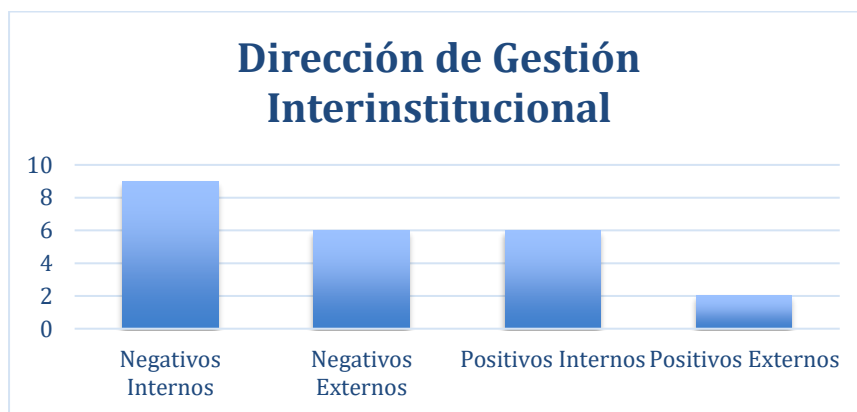 Dirección de Gestión
Interinstitucional
10
8
6
4
2
0
Negativos
Internos
Negativos
Externos
Positivos Internos
Positivos Externos